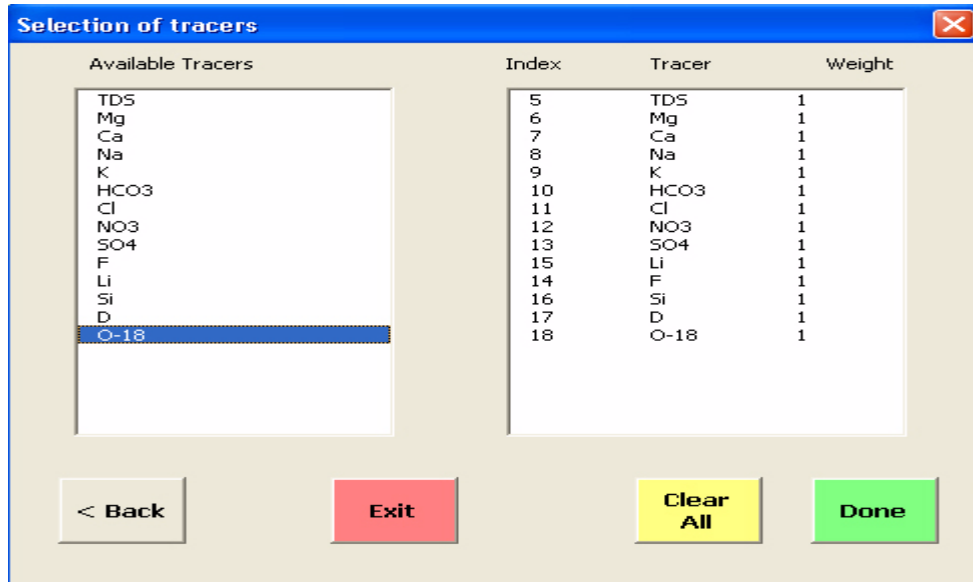 Selection of tracers
Available Tracers
TDS
Mg
Ca
Na
K
HCO3
Cl
NO3
SO4
F
Li
Si
D
O-18
Index Tracer Weight
5 TDS 1
6 Mg 1
7 Ca 1
8 Na 1
9 K 1
10 HCO3 1
11 Cl 1
12 NO3 1
13 SO4 1
15 Li 1
14 F 1
16 Si 1
17 D 1
18 O-18 1
< Back
Exit
Clear
All
Done